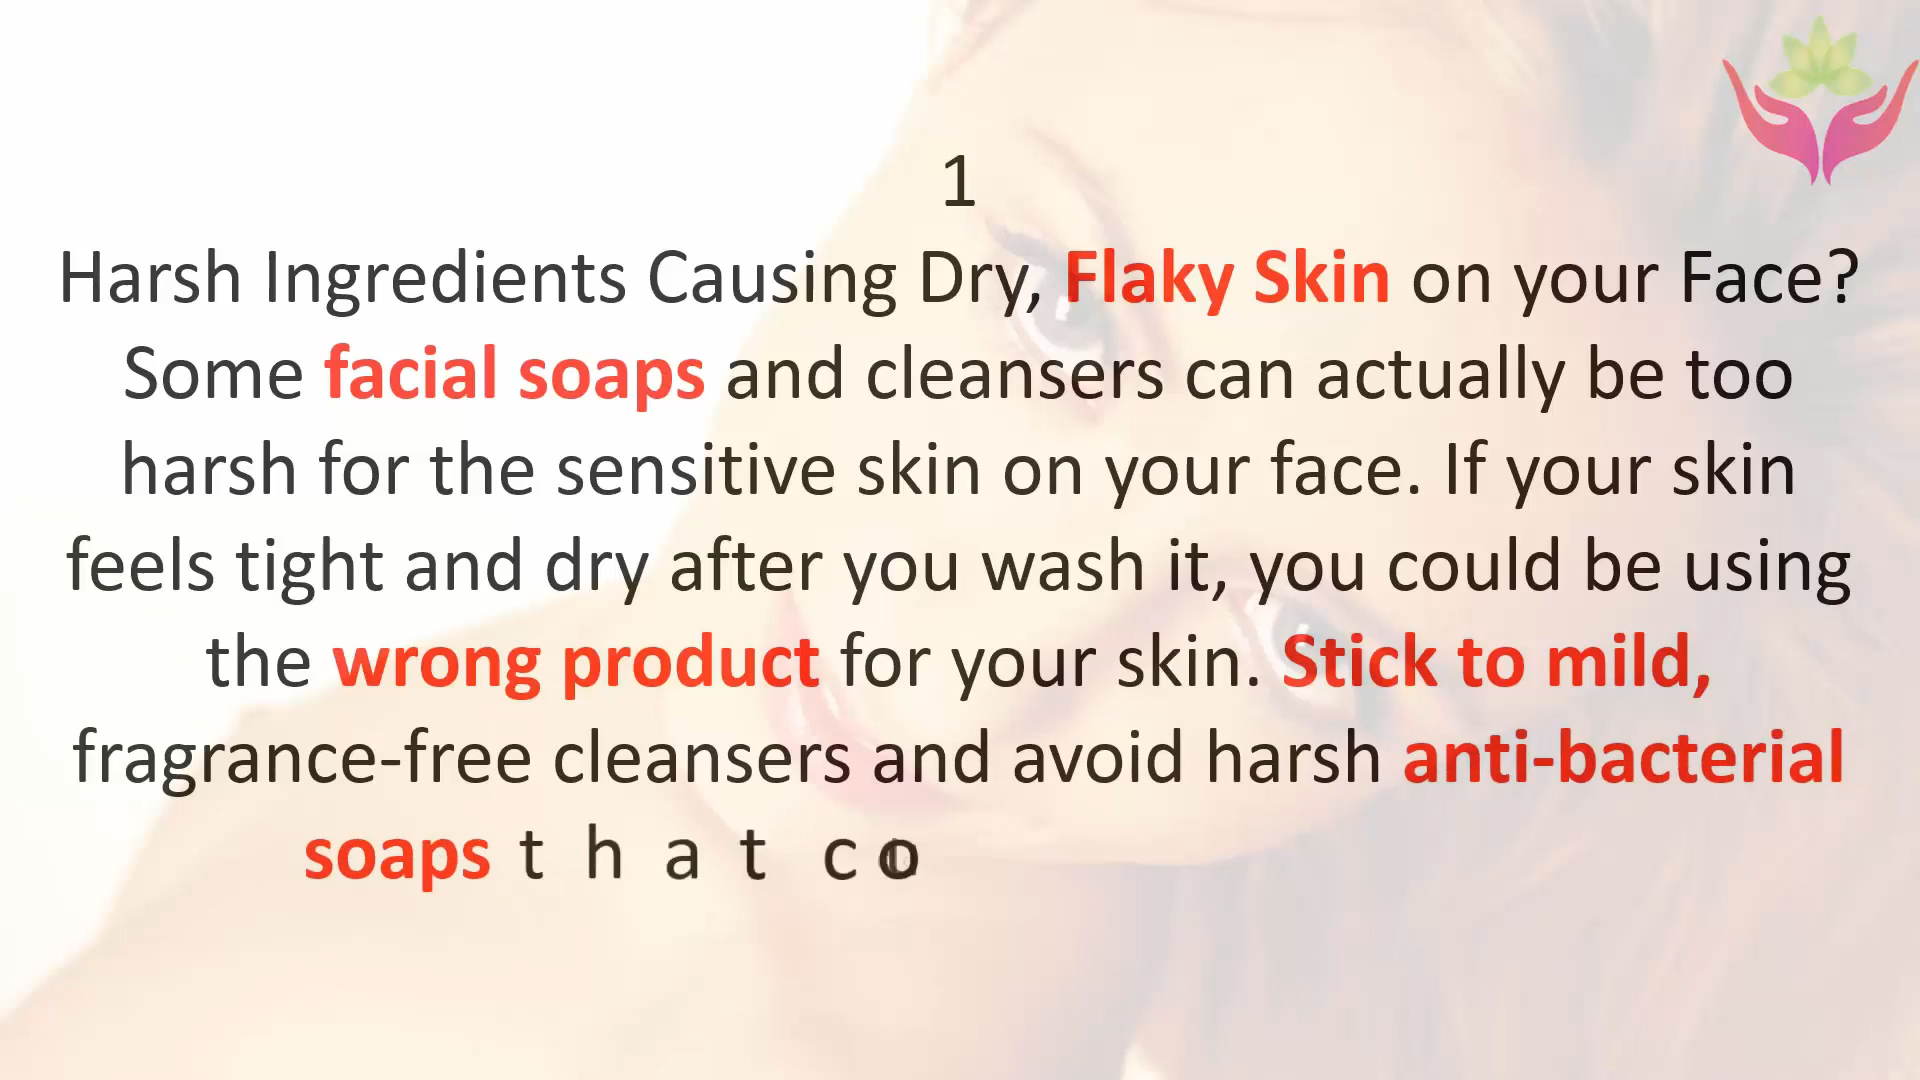 1
Harsh Ingredients Causing Dry, Flaky Skin on your Face?
Some facial soaps and cleansers can actually be too
harsh for the sensitive skin on your face. If your skin
feels tight and dry after you wash it, you could be using
the wrong product for your skin. Stick to mild,
fragrance-free cleansers and avoid harsh anti-bacterial
soaps that